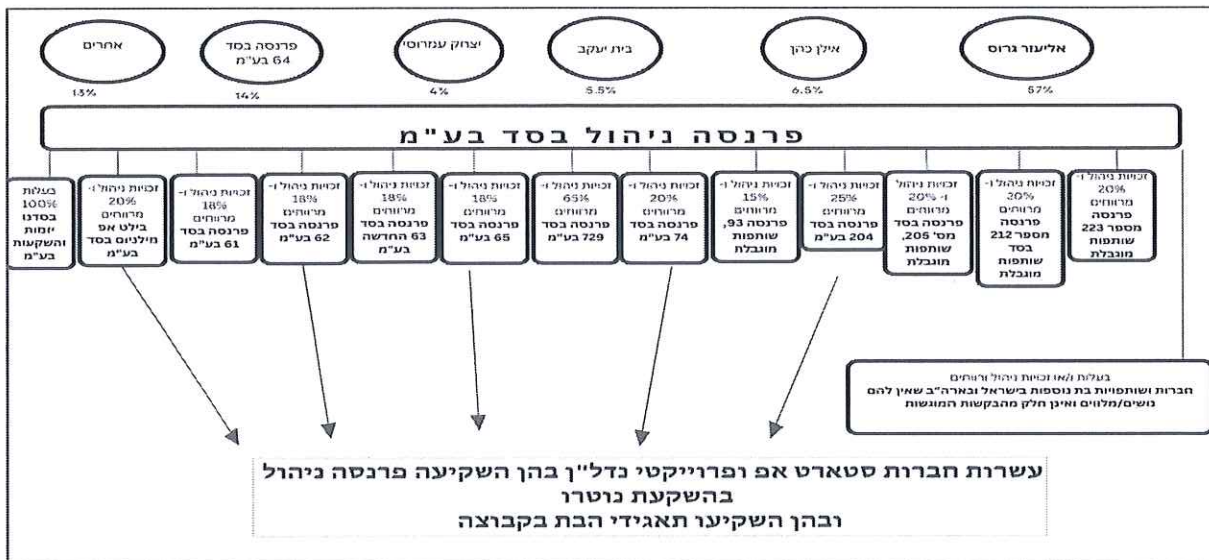 אליעזר גרוס
57%
אילן כהן
6.5%
בית יעקב
5.5%
יצחק עמרוסי
4%
פרנסה בסד
64 בע"מ
14%
אחרים
13%
פרנסה ניהול בסד בע"מ
זכויות ניהול ו-
20%
מרווחים
פרנסה
מספר 223
שותפות
מוגבלת
זכויות ניהול ו-
30%
מרווחים
פרנסה
מספר 212
בסד
שותפות
מוגבלת
זכויות ניהול
ו- 20%
מרווחים
פרנסה בסד
מס' 205,
שותפות
מוגבלת
זכויות ניהול ו-
25%
מרווחים
פרנסה בסד
204 בע"מ
זכויות ניהול ו-
15%
מרווחים
פרנסה 93,
שותפות
מוגבלת
זכויות ניהול ו-
20%
מרווחים
פרנסה בסד
74 בע"מ
זכויות ניהול ו-
65%
מרווחים
פרנסה בסד
729 בע"מ
זכויות ניהול ו-
18%
מרווחים
פרנסה בסד
65 בע"מ
זכויות ניהול ו-
18%
מרווחים
פרנסה בסד
63 החדשה
בע"מ
זכויות ניהול ו-
18%
מרווחים
פרנסה בסד
62 בע"מ
זכויות ניהול ו-
18%
מרווחים
פרנסה בסד
61 בע"מ
זכויות ניהול ו-
20%
מרווחים
בילט אפ
מילניום בסד
בע"מ
בעלות
100%
בסדנו
יזמות
והשקעות
בע"מ
בעלות ו/או זכויות ניהול ורווחים
חברות ושותפויות בת נוספות בישראל ובארה"ב שאין להם
נושים/מלווים ואינן חלק מהבקשות המוגשות
עשרות חברות סטארט אפ ופרוייקטי נדל"ן בהן השקיעה פרנסה ניהול
בהשקעת נוטרו
ובהן השקיעו תאגידי הבת בקבוצה